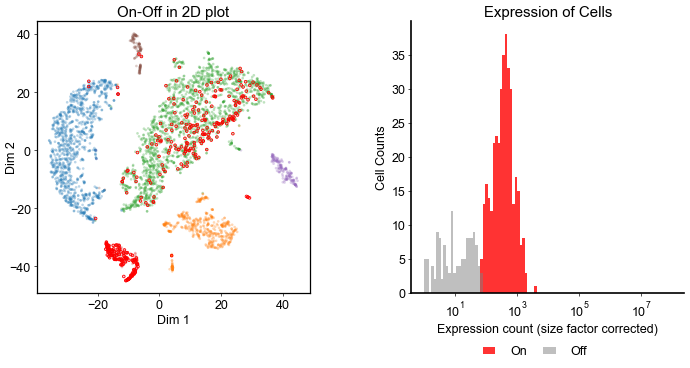 On-Off in 2D plot
Dim 2
40
20
0
−20
−40
−20
0
20
40
Dim 1
Expression of Cells
Cell Counts
35
30
25
20
15
10
5
0
10^1
10^3
10^5
10^7
Expression count (size factor corrected)
On
Off